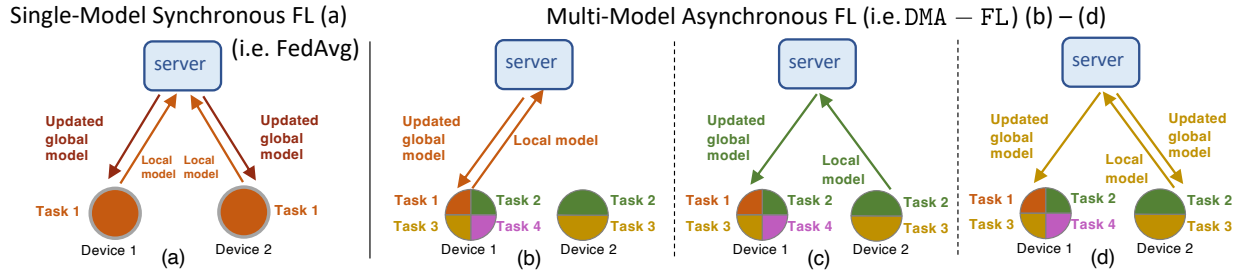 Single-Model Synchronous FL (a)
(i.e. FedAvg)
Multi-Model Asynchronous FL (i.e. DMA − FL) (b) – (d)
server
Updated
global
model
Local
model
Local
model
Updated
global
model
Task 1
Task 1
Device 1
(a)
Device 2
server
Updated
global
model
Local model
Task 1
Task 2
Task 3
Task 4
Task 2
Task 3
Device 1
(b)
Device 2
server
Updated
global
model
Local
model
Task 1
Task 2
Task 3
Task 4
Task 2
Task 3
Device 1
(c)
Device 2
server
Updated
global
model
Updated
global
model
Local
model
Task 1
Task 2
Task 3
Task 4
Task 2
Task 3
Device 1
(d)
Device 2